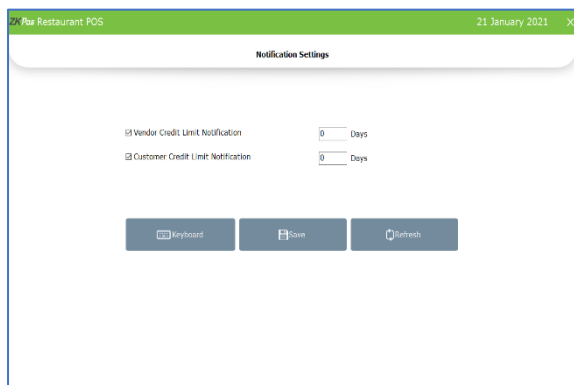 ZKPos Restaurant POS 21 January 2021 X
Notification Settings
Vendor Credit Limit Notification 0 Days
Customer Credit Limit Notification 0 Days
Keyboard Save Refresh